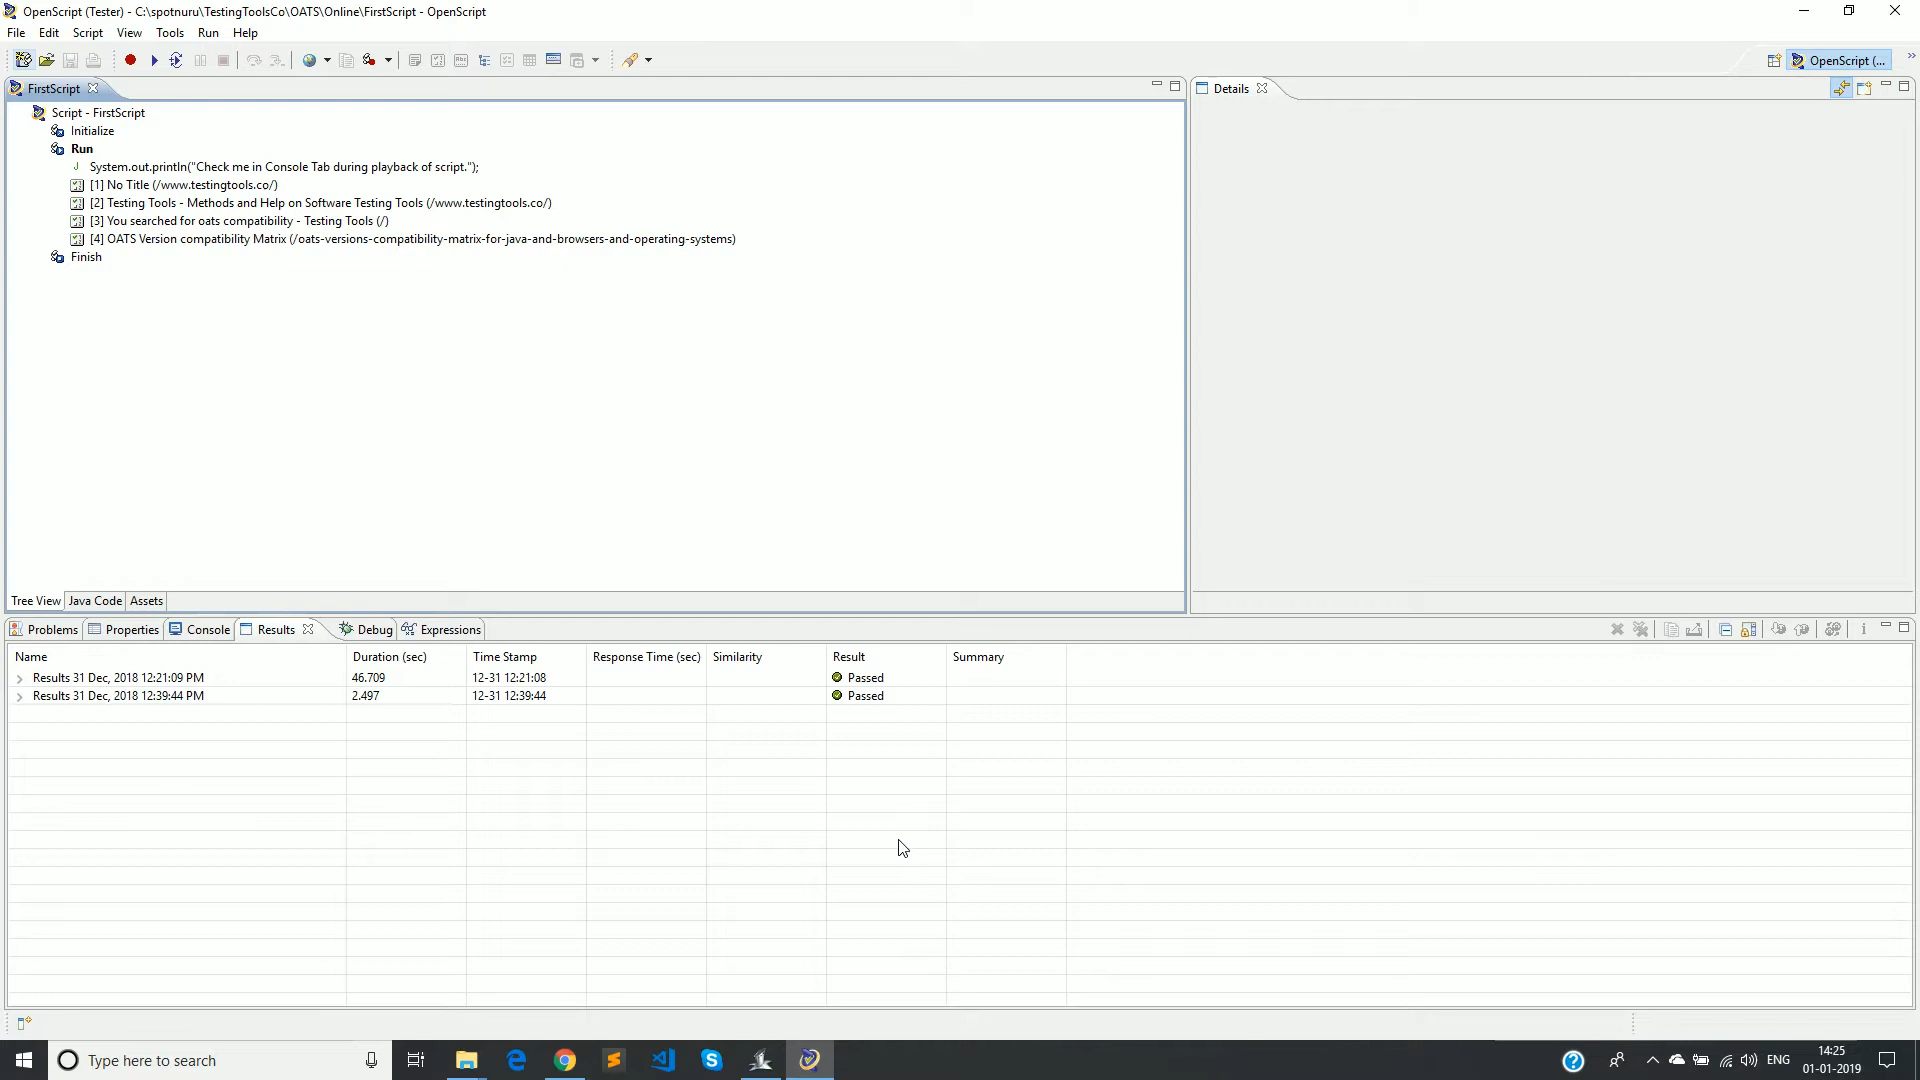 OpenScript (Tester) - C:\spotnuru\TestingToolsCo\OATS\Online\FirstScript - OpenScript
File Edit Script View Tools Run Help
OpenScript (...
FirstScript
Details
Script - FirstScript
Initialize
Run
System.out.println("Check me in Console Tab during playback of script.");
[1] No Title (/www.testingtools.co/)
[2] Testing Tools - Methods and Help on Software Testing Tools (/www.testingtools.co/)
[3] You searched for oats compatibility - Testing Tools (/)
[4] OATS Version compatibility Matrix (/oats-versions-compatibility-matrix-for-java-and-browsers-and-operating-systems)
Finish
Tree View Java Code Assets
Problems Properties Console Results Debug Expressions
Name Duration (sec) Time Stamp Response Time (sec) Similarity Result Summary
Results 31 Dec, 2018 12:21:09 PM 46.709 12-31 12:21:08 Passed
Results 31 Dec, 2018 12:39:44 PM 2.497 12-31 12:39:44 Passed
Type here to search
ENG
14:25
01-01-2019